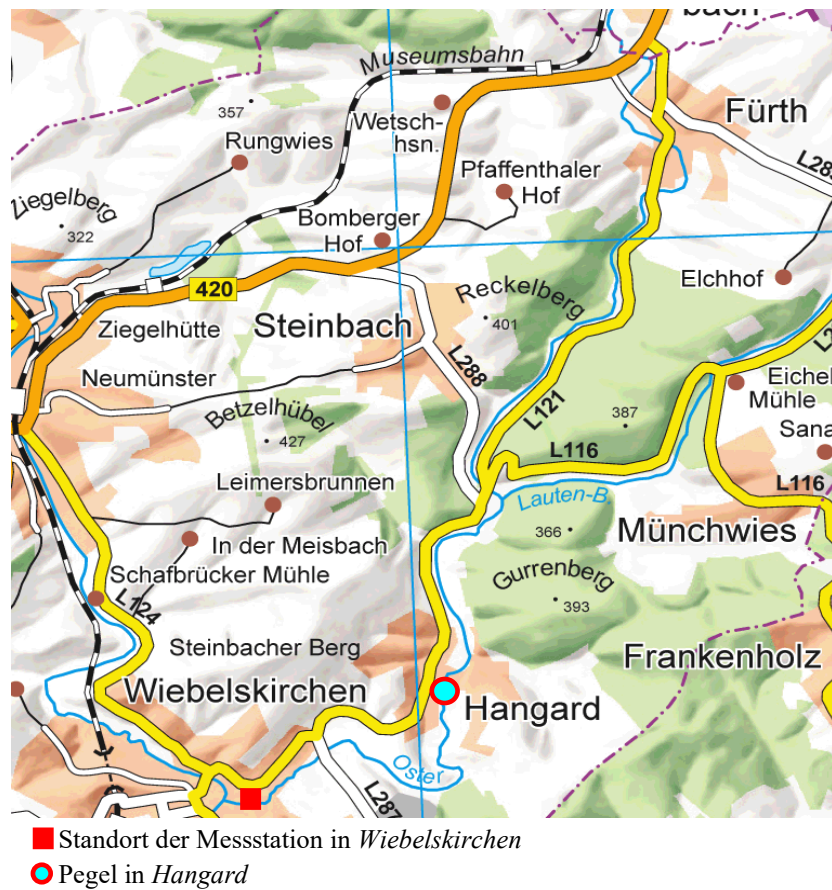 bach
Museumsbahn
Fürth
357
Wetsch-
hsn.
Rungwies
L285
Pfaffenthaler
Hof
Ziegelberg
322
Bomberger
Hof
Elchhof
420
Reckelberg
401
Ziegelhütte
Steinbach
Neumünster
L288
Eichel
Mühle
L121
Betzelhübel
427
387
Sana
L116
Leimersbrunnen
L116
Lauten-B.
366
Münchwies
In der Meisbach
Schafbrücker Mühle
Gurrenberg
393
L124
Steinbacher Berg
Frankenholz
Wiebelskirchen
Hangard
Oster
L287
Standort der Messstation in Wiebelskirchen
Pegel in Hangard